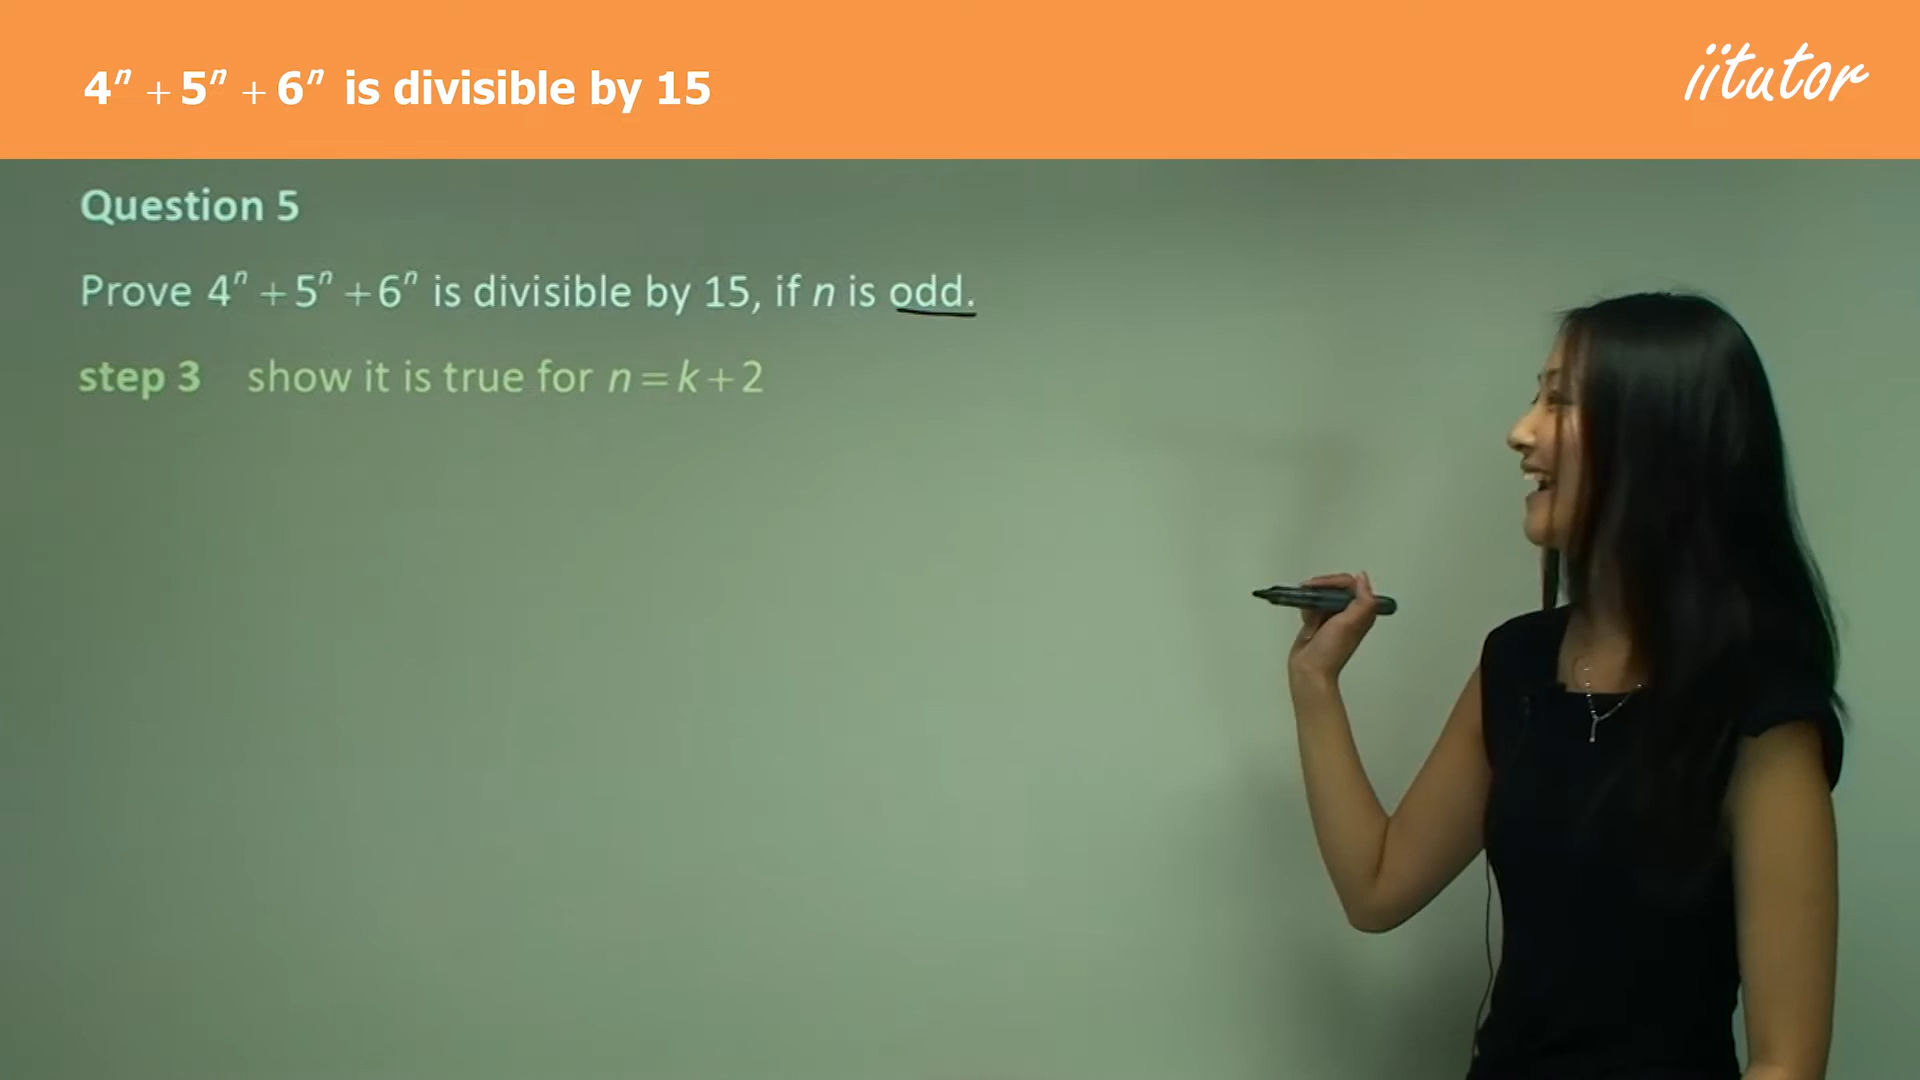 4ⁿ + 5ⁿ + 6ⁿ is divisible by 15
iitutor
Question 5
Prove 4ⁿ + 5ⁿ + 6ⁿ is divisible by 15, if n is odd.
step 3 show it is true for n = k + 2